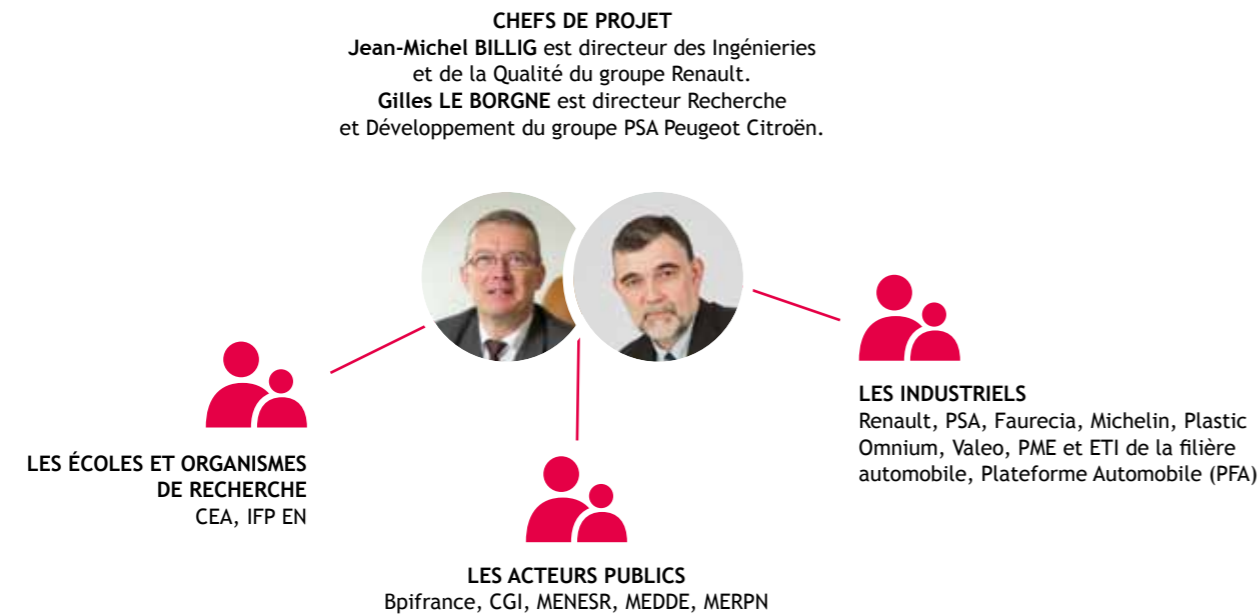 CHEFS DE PROJET
Jean-Michel BILLIG est directeur des Ingénieries
et de la Qualité du groupe Renault.
Gilles LE BORGNE est directeur Recherche
et Développement du groupe PSA Peugeot Citroën.
LES ÉCOLES ET ORGANISMES
DE RECHERCHE
CEA, IFP EN
LES ACTEURS PUBLICS
Bpifrance, CGI, MENESR, MEDDE, MERPN
LES INDUSTRIELS
Renault, PSA, Faurecia, Michelin, Plastic
Omnium, Valeo, PME et ETI de la filière
automobile, Plateforme Automobile (PFA)